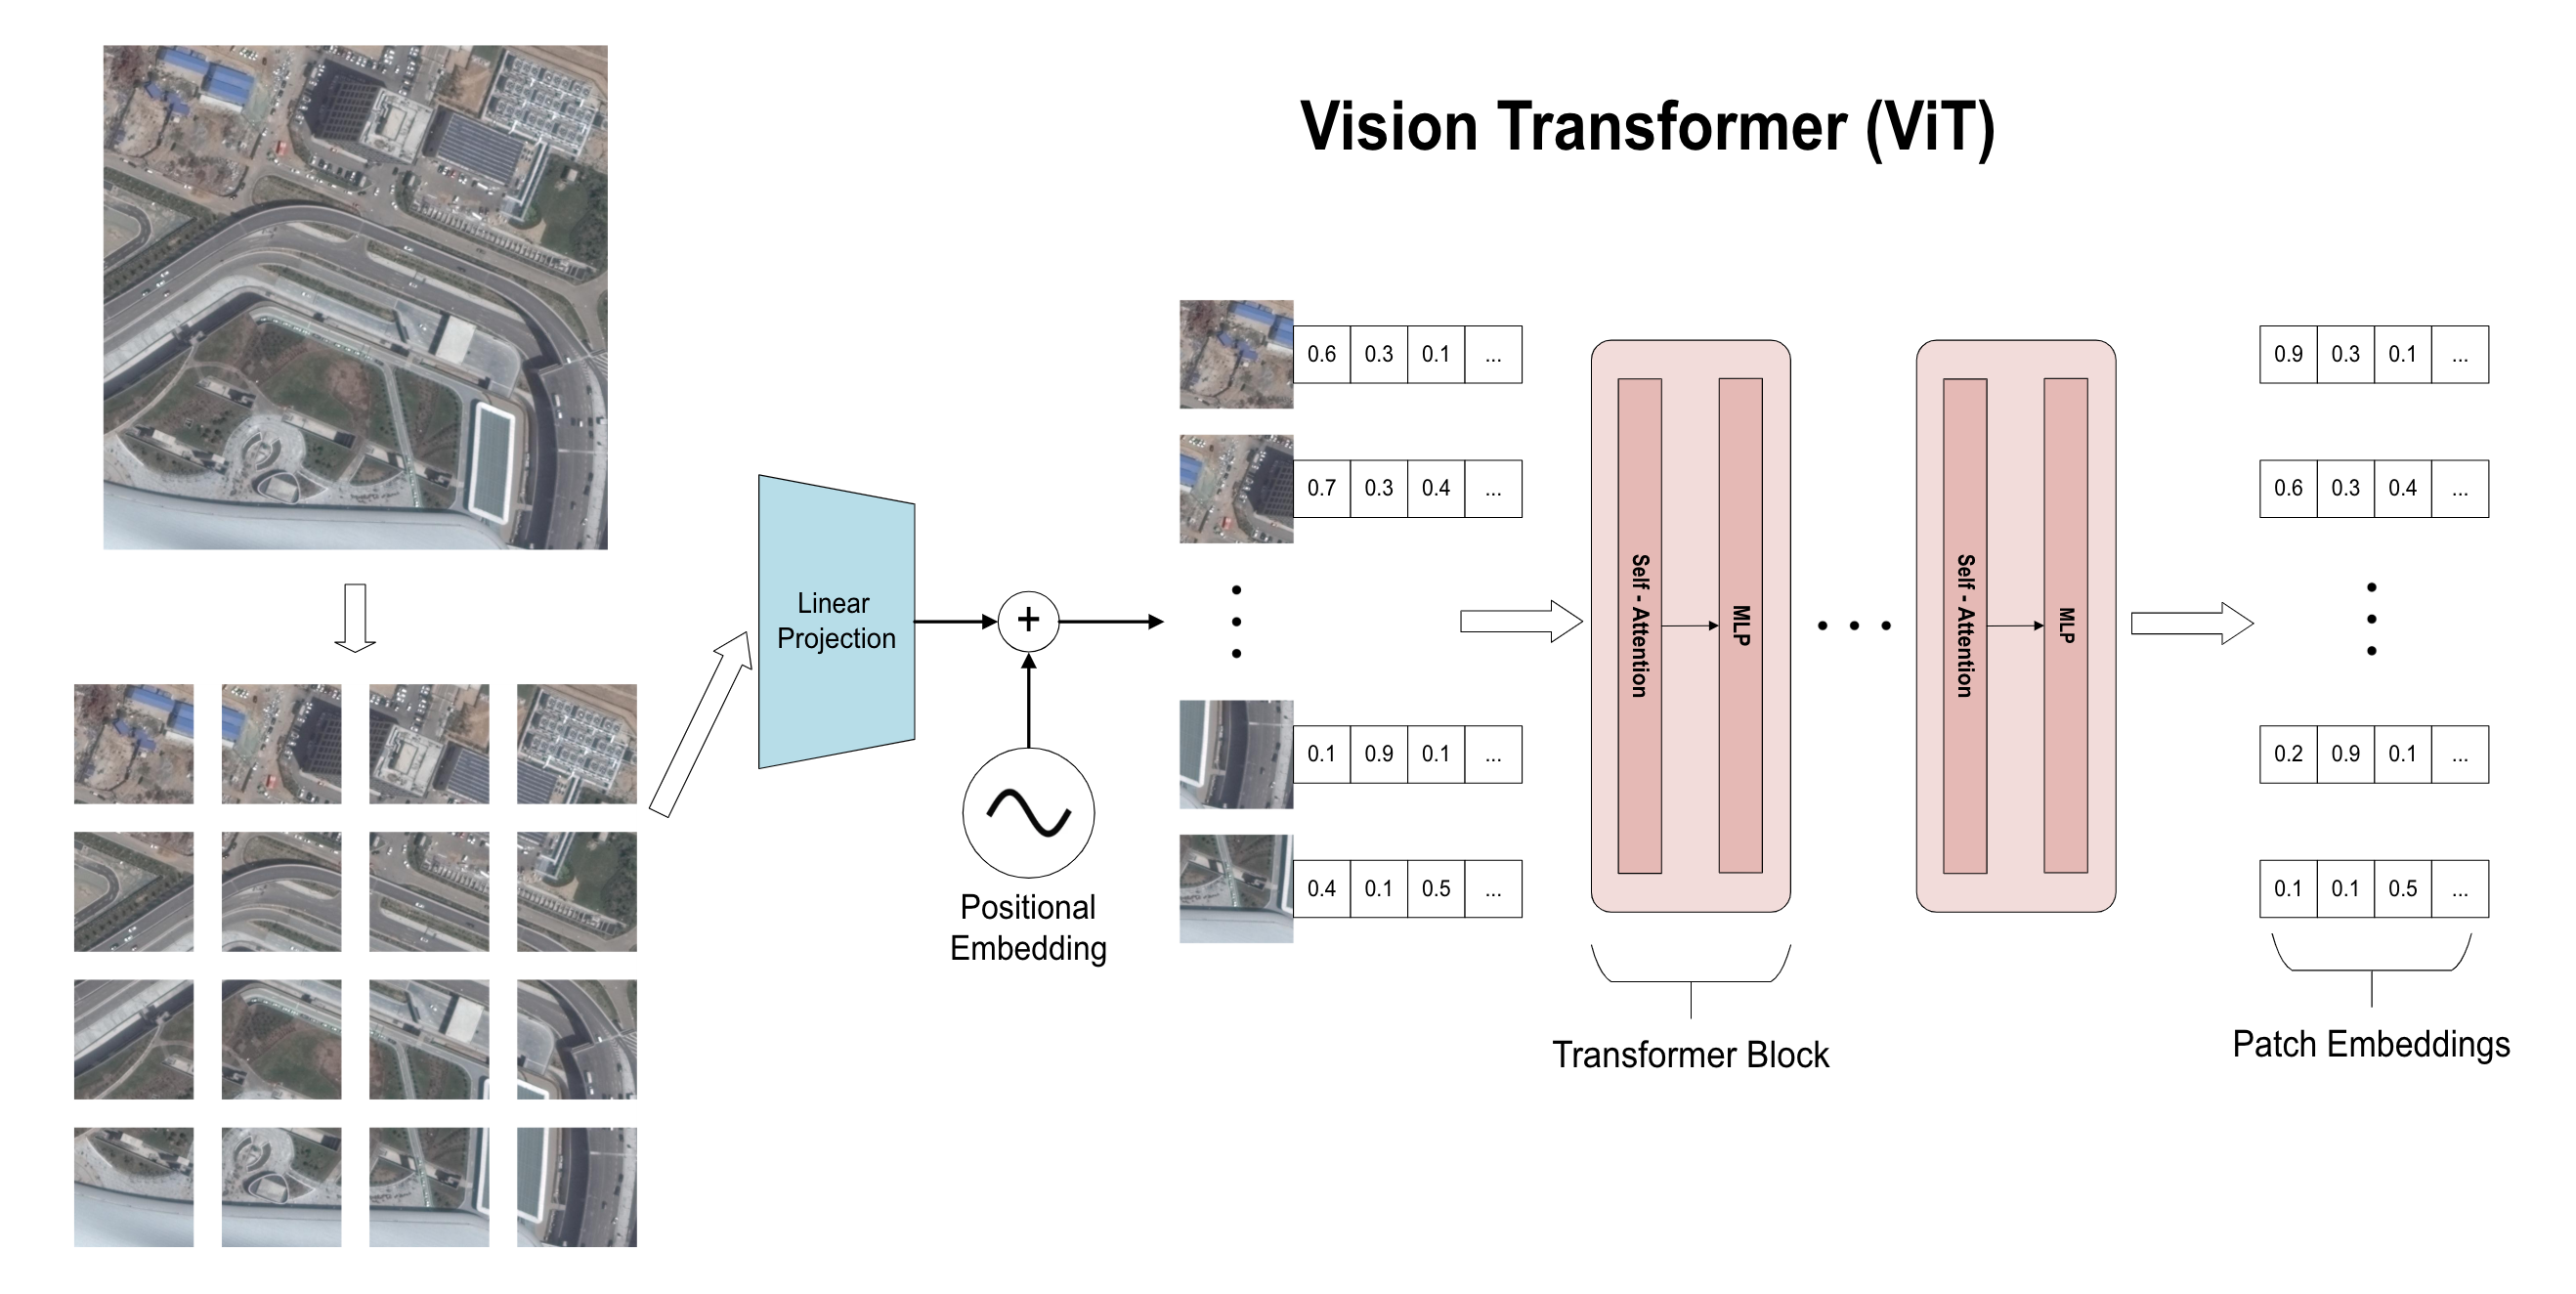 Vision Transformer (ViT)
0.6 0.3 0.1 ...
0.7 0.3 0.4 ...
0.1 0.9 0.1 ...
0.4 0.1 0.5 ...
Linear
Projection
+
Positional
Embedding
Self - Attention
MLP
Self - Attention
MLP
Transformer Block
0.9 0.3 0.1 ...
0.6 0.3 0.4 ...
0.2 0.9 0.1 ...
0.1 0.1 0.5 ...
Patch Embeddings